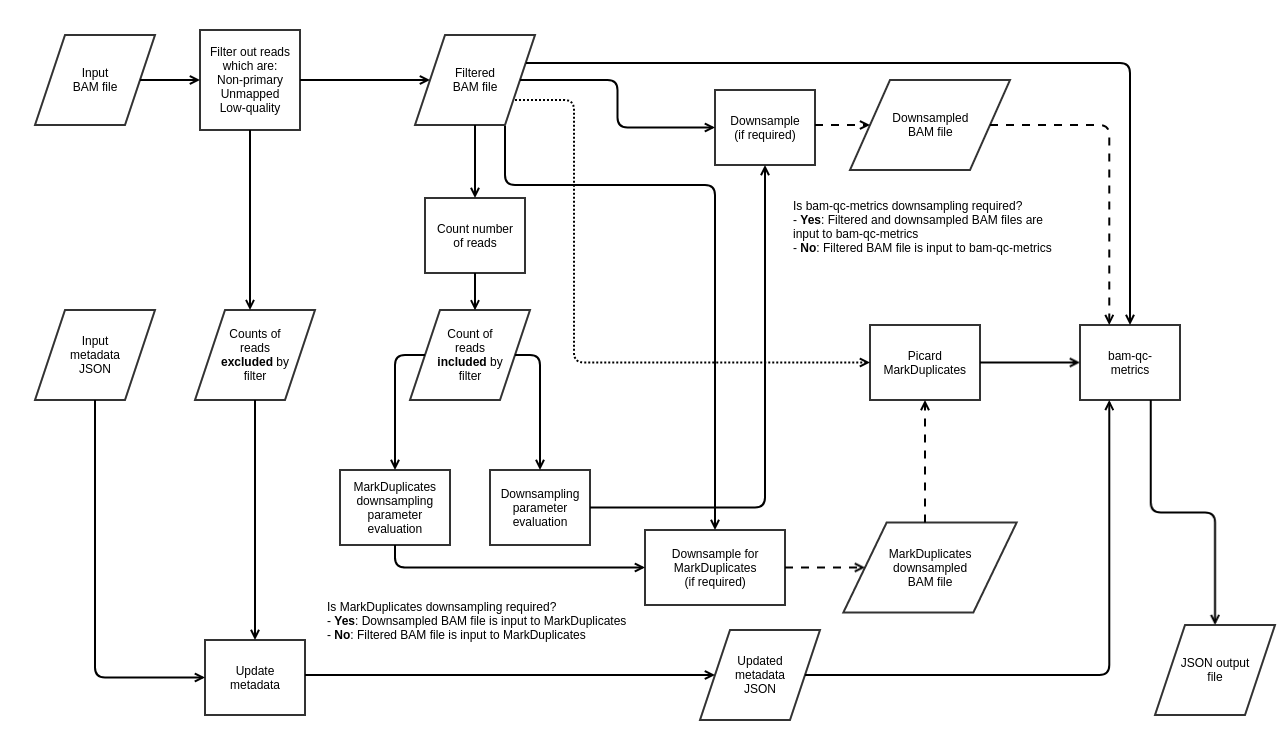 Input
BAM file
Filter out reads
which are:
Non-primary
Unmapped
Low-quality
Filtered
BAM file
Downsample
(if required)
Downsampled
BAM file
Is bam-qc-metrics downsampling required?
- Yes: Filtered and downsampled BAM files are
input to bam-qc-metrics
- No: Filtered BAM file is input to bam-qc-metrics
Count number
of reads
Input
metadata
JSON
Counts of
reads
excluded by
filter
Count of
reads
included by
filter
Picard
MarkDuplicates
bam-qc-
metrics
MarkDuplicates
downsampling
parameter
evaluation
Downsampling
parameter
evaluation
Downsample for
MarkDuplicates
(if required)
MarkDuplicates
downsampled
BAM file
Is MarkDuplicates downsampling required?
- Yes: Downsampled BAM file is input to MarkDuplicates
- No: Filtered BAM file is input to MarkDuplicates
Update
metadata
Updated
metadata
JSON
JSON output
file